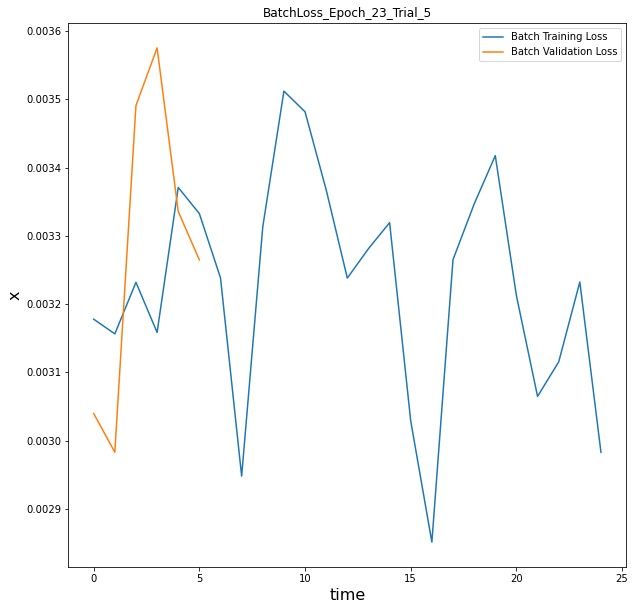 BatchLoss_Epoch_23_Trial_5
Batch Training Loss
Batch Validation Loss
0.0036
0.0035
0.0034
0.0033
0.0032
0.0031
0.0030
0.0029
x
0
5
10
15
20
25
time